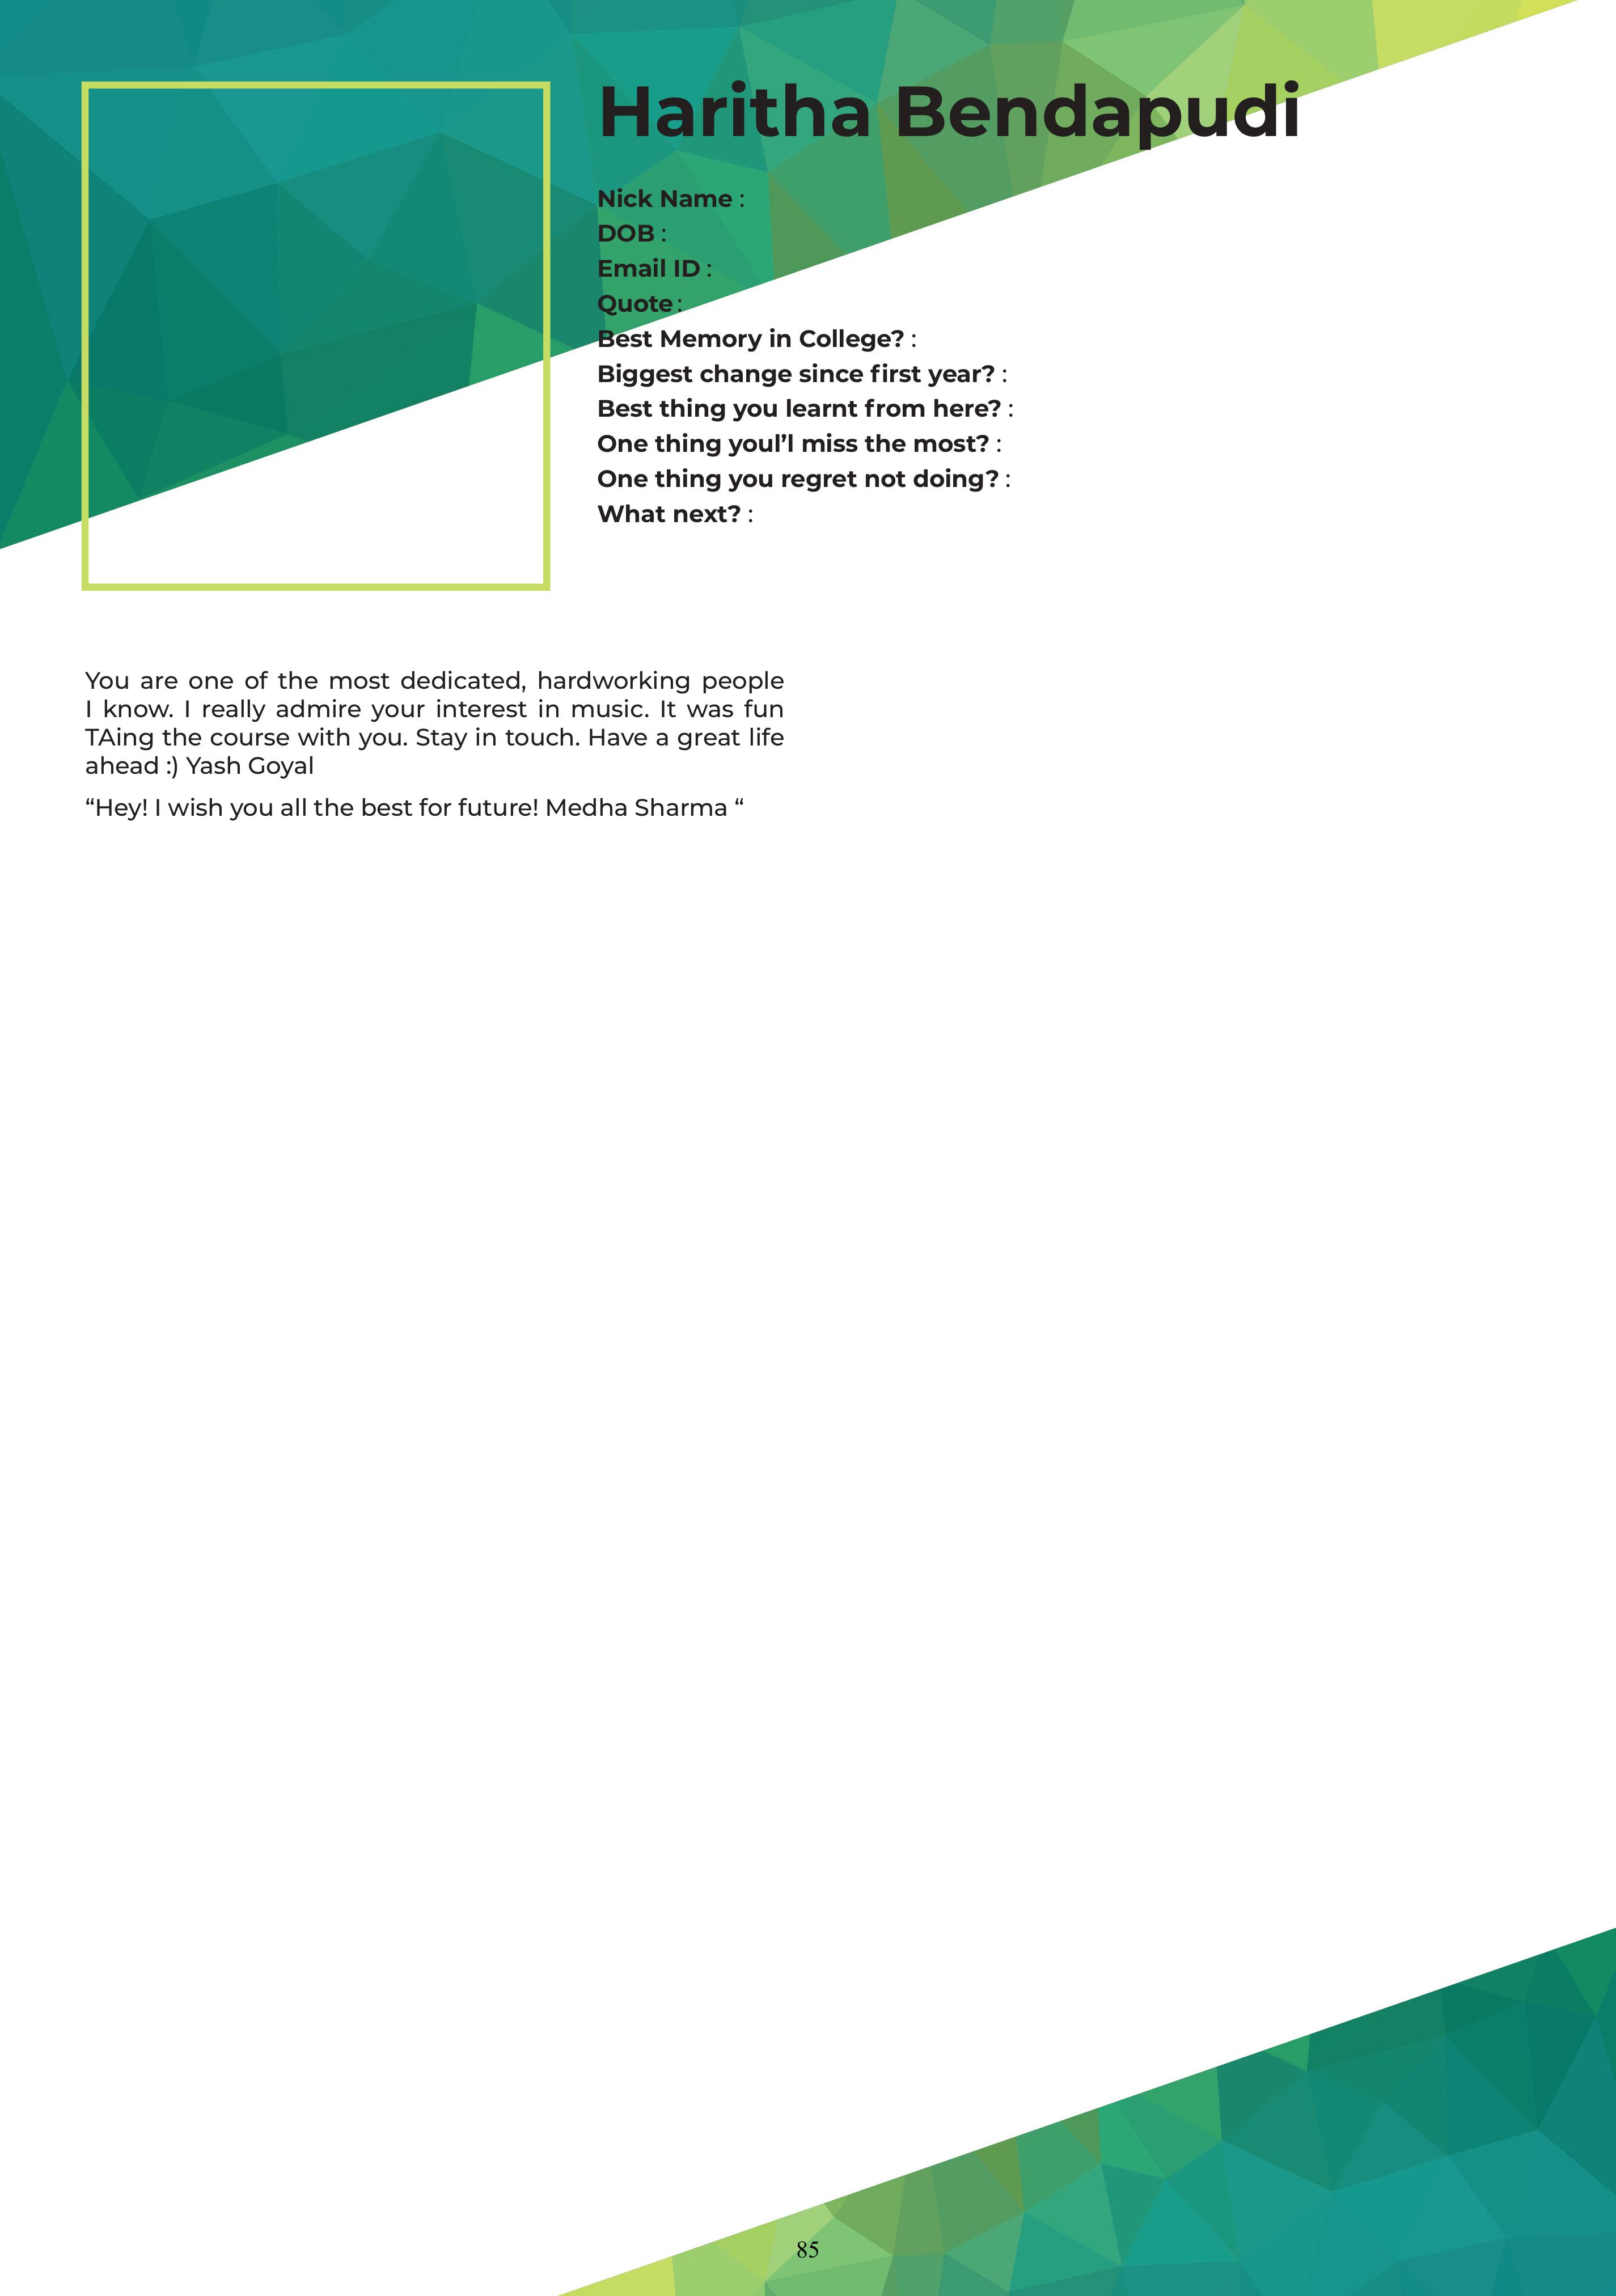 Haritha Bendapudi
Nick Name :
DOB :
Email ID :
Quote :
Best Memory in College? :
Biggest change since first year? :
Best thing you learnt from here? :
One thing youl’l miss the most? :
One thing you regret not doing? :
What next? :
You are one of the most dedicated, hardworking people
I know. I really admire your interest in music. It was fun
TAing the course with you. Stay in touch. Have a great life
ahead :) Yash Goyal
“Hey! I wish you all the best for future! Medha Sharma “
85